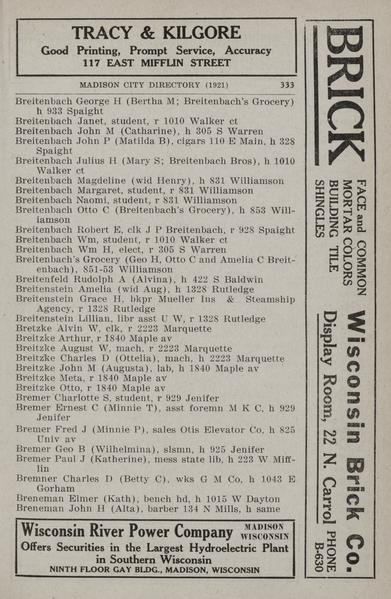 TRACY & KILGORE
Good Printing, Prompt Service, Accuracy
117 EAST MIFFLIN STREET
MADISON CITY DIRECTORY (1921) 333
Breitenbach George H (Bertha M; Breitenbach's Grocery)
h 933 Spaight
Breitenbach Janet, student, r 1010 Walker ct
Breitenbach John M (Catharine), h 305 S Warren
Breitenbach John P (Matilda B), cigars 110 E Main, h 328
Spaight
Breitenbach Julius H (Mary S; Breitenbach Bros), h 1010
Walker ct
Breitenbach Magdeline (wid Henry), h 831 Williamson
Breitenbach Margaret, student, r 831 Williamson
Breitenbach Naomi, student, r 831 Williamson
Breitenbach Otto C (Breitenbach's Grocery), h 853 Will-
iamson
Breitenbach Robert E, clk J P Breitenbach, r 928 Spaight
Breitenbach Wm, student, r 1010 Walker ct
Breitenbach Wm H, elect, r 305 S Warren
Breitenbach's Grocery (Geo H, Otto C and Amelia C Breit-
enbach), 851-53 Williamson
Breitenfeld Rudolph A (Alvina), h 422 S Baldwin
Breitenstein Amelia (wid Aug), h 1328 Rutledge
Breitenstein Grace H, bkpr Mueller Ins & Steamship
Agency, r 1328 Rutledge
Breitenstein Lillian, libr asst U W, r 1328 Rutledge
Breitzke Alvin W, clk, r 2223 Marquette
Breitzke Arthur, r 1840 Maple av
Breitzke August W, mach, r 2223 Marquette
Breitzke Charles D (Ottelia), mach, h 2223 Marquette
Breitzke John M (Augusta), lab, h 1840 Maple av
Breitzke Meta, r 1840 Maple av
Breitzke Otto, r 1840 Maple av
Bremer Charlotte S, student, r 929 Jenifer
Bremer Ernest C (Minnie T), asst foremn M K C, h 929
Jenifer
Bremer Fred J (Minnie P), sales Otis Elevator Co, h 825
Univ av
Bremer Geo B (Wilhelmina), slsmn, h 925 Jenifer
Bremer Paul J (Katherine), mess state lib, h 223 W Miff-
lin
Bremner Charles D (Betty C), wks G M Co, h 1043 E
Gorham
Breneman Elmer (Kath), bench hd, h 1015 W Dayton
Breneman John H (Alta), barber 134 N Mills, h same
Wisconsin River Power Company MADISON
WISCONSIN
Offers Securities in the Largest Hydroelectric Plant
in Southern Wisconsin
NINTH FLOOR GAY BLDG., MADISON, WISCONSIN
BRICK
FACE and COMMON
MORTAR COLORS
BUILDING TILE
SHINGLES
Wisconsin Brick Co.
Display Room, 22 N. Carrol
PHONE
B-630